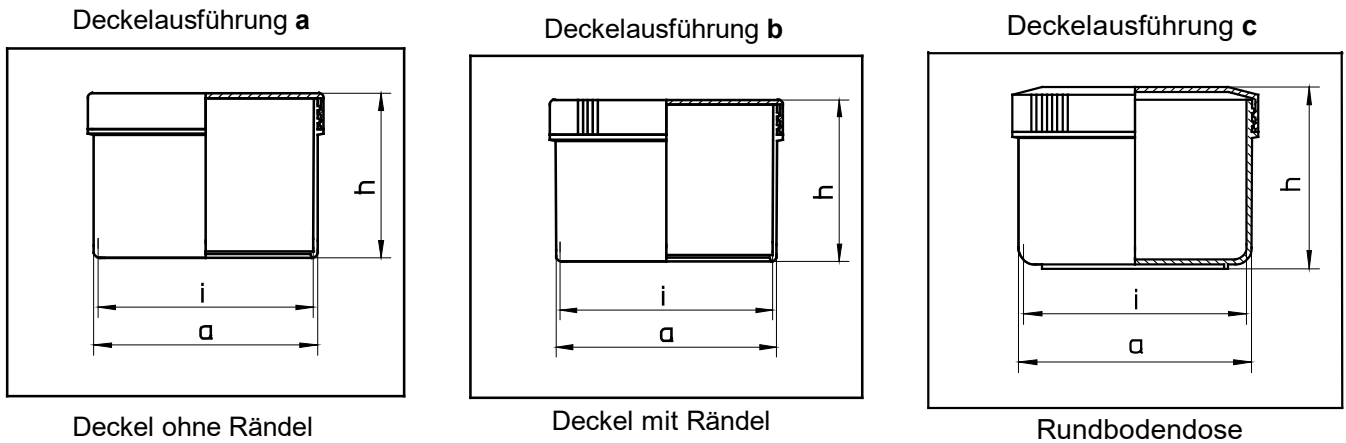 Deckelausführung a
h
i
a
Deckel ohne Rändel
Deckelausführung b
h
i
a
Deckel mit Rändel
Deckelausführung c
h
i
a
Rundbodendose